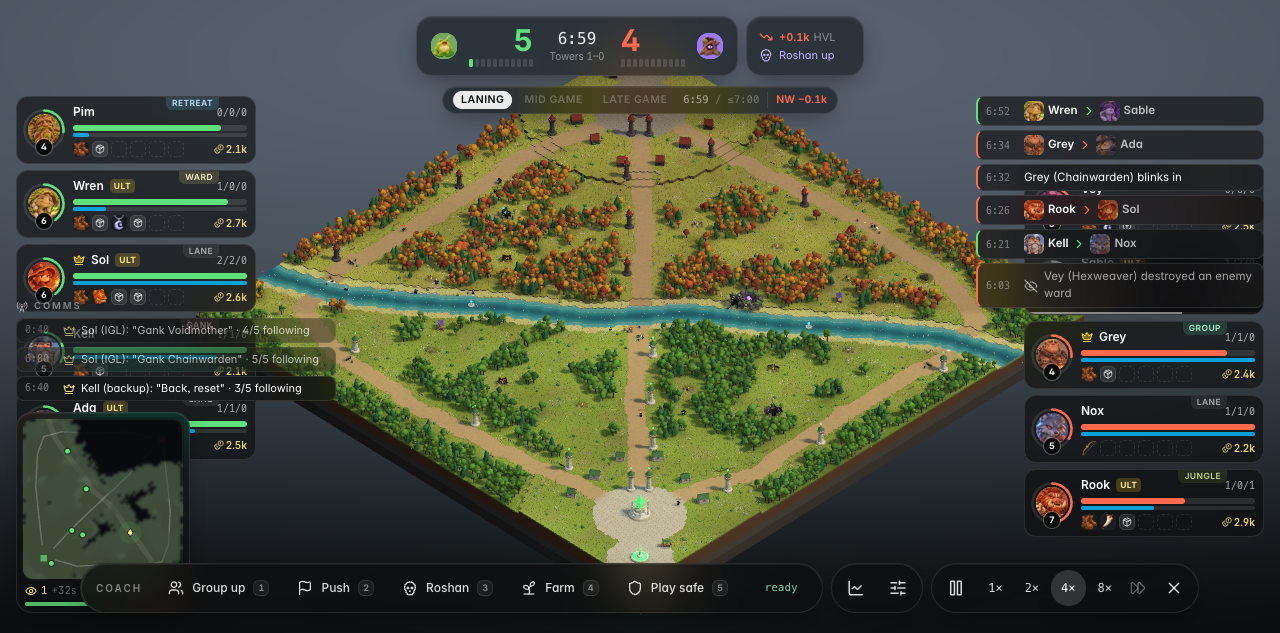 5 6:59 4
Towers 1–0
+0.1k HVL
Roshan up
LANING MID GAME LATE GAME 6:59 / ≤7:00 NW −0.1k
RETREAT
Pim 0/0/0
4 2.1k
WARD
Wren ULT 1/0/0
6 2.7k
LANE
Sol ULT 2/2/0
6 2.6k
COMMS
GANK
Kell 1/1/0
5 2.1k
0:40 Sol (IGL): "Gank Voidmother" · 4/5 following
Sol (IGL): "Gank Chainwarden" · 5/5 following
6:40 Kell (backup): "Back, reset" · 3/5 following
Ada ULT 1/1/0
2.5k
1 +32s
6:52 Wren > Sable
6:34 Grey > Ada
6:32 Grey (Chainwarden) blinks in
6:26 Rook > Sol
6:21 Kell > Nox
6:03 Vey (Hexweaver) destroyed an enemy
ward
GROUP
Grey
4 2.4k
LANE
Nox 1/1/0
5 2.2k
JUNGLE
Rook ULT 1/0/1
7 2.9k
COACH Group up 1 Push 2 Roshan 3 Farm 4 Play safe 5 ready
1× 2× 4× 8×